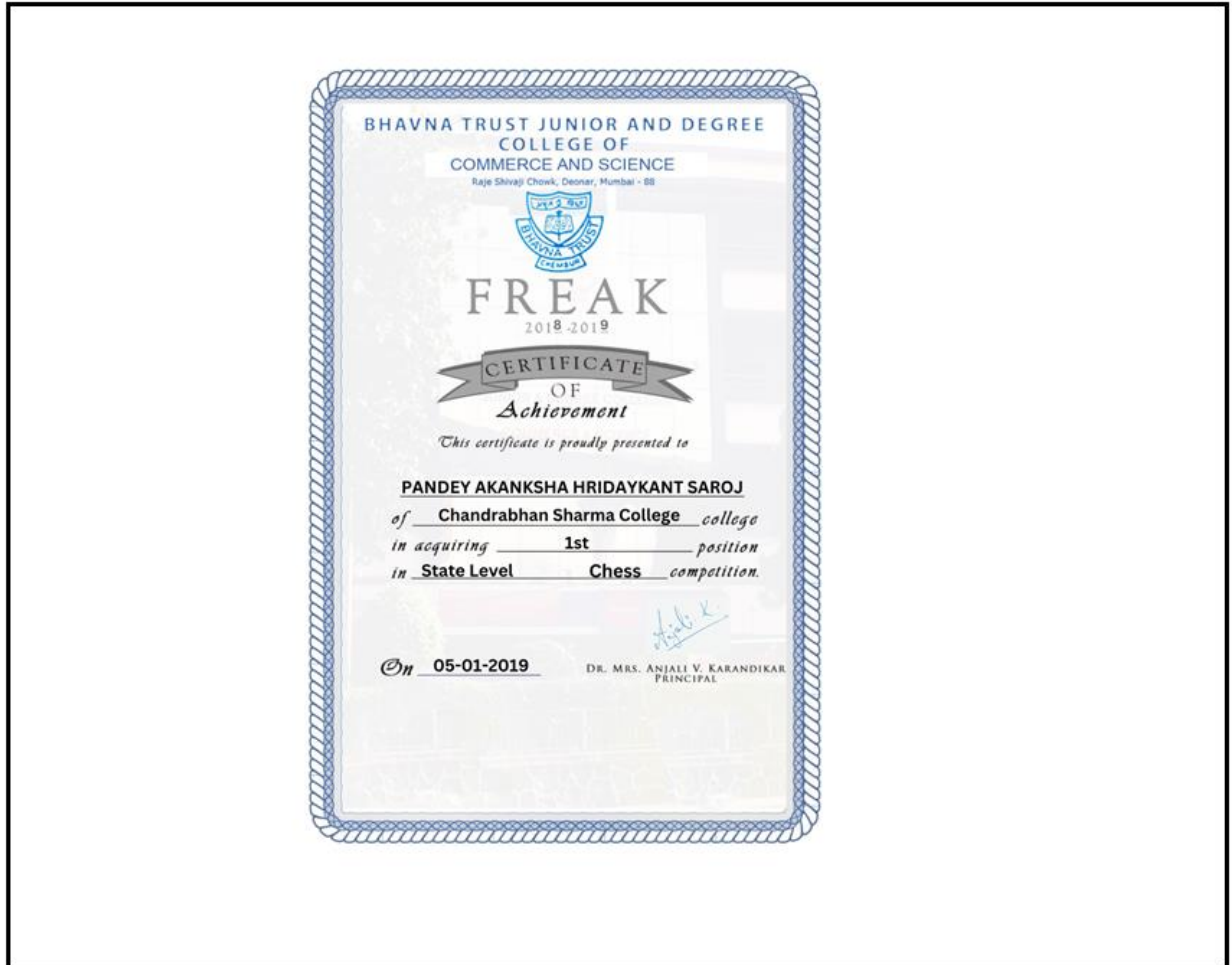 BHAVNA TRUST JUNIOR AND DEGREE
COLLEGE OF
COMMERCE AND SCIENCE
Raje Shivaji Chowk, Deonar, Mumbai - 88
BHAVNA TRUST
CHEMBUR
FREAK
2018-2019
CERTIFICATE
OF
Achievement
This certificate is proudly presented to
PANDEY AKANKSHA HRIDAYKANT SAROJ
of Chandrabhan Sharma College college
in acquiring 1st position
in State Level Chess competition.
Anjali K.
On 05-01-2019
DR. MRS. ANJALI V. KARANDIKAR
PRINCIPAL